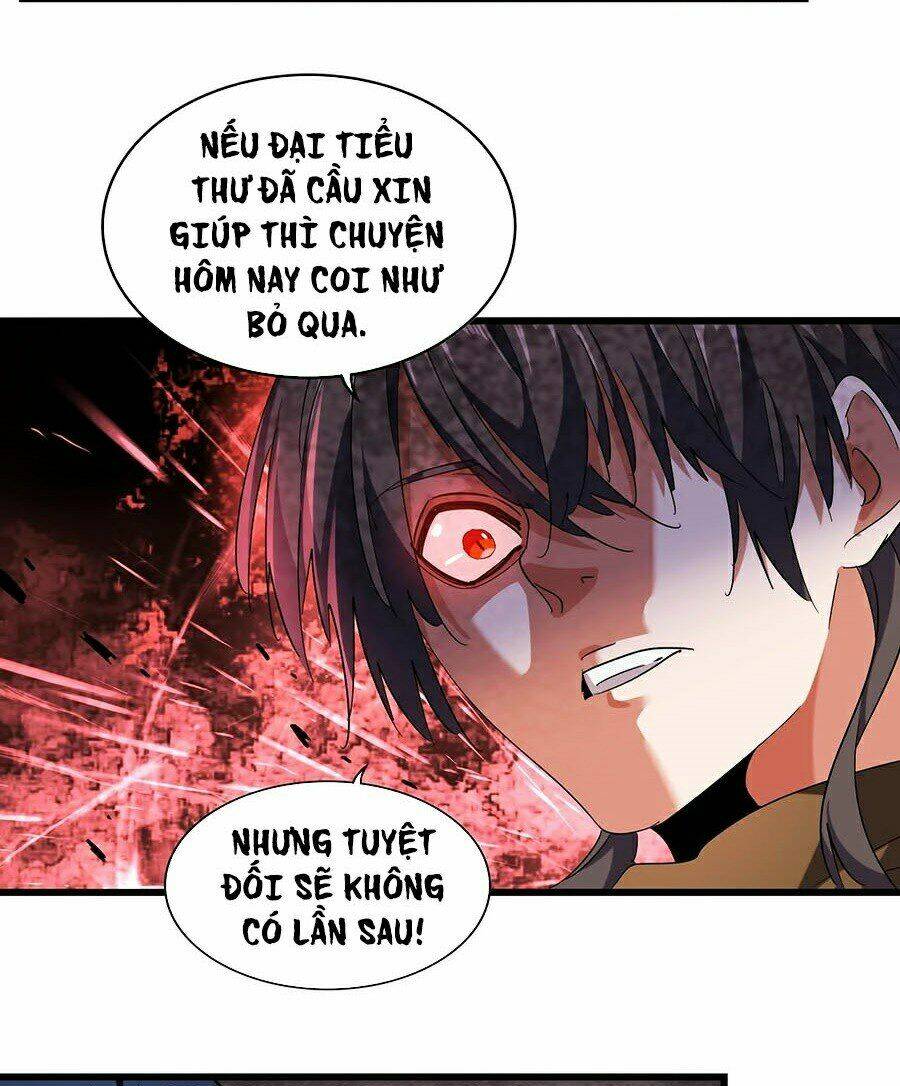 NẾU ĐẠI TIỂU
THƯ ĐÃ CẦU XIN
GIÚP THÌ CHUYỆN
HÔM NAY COI NHƯ
BỎ QUA.
NHƯNG TUYỆT
ĐỐI SẼ KHÔNG
CÓ LẦN SAU!